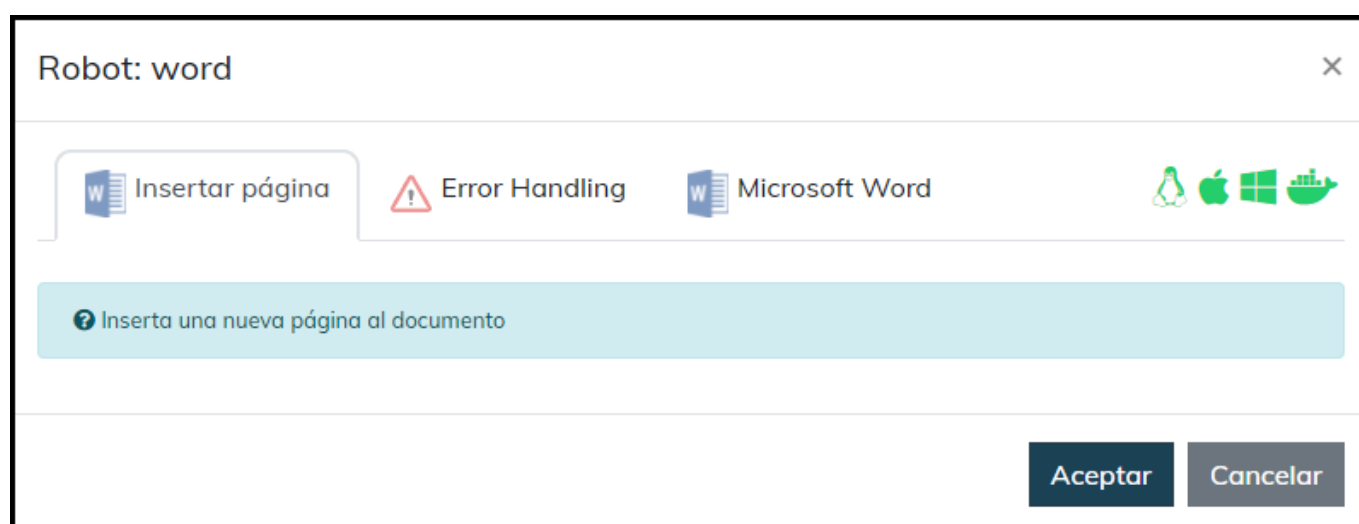 Robot: word
×
Insertar página
Error Handling
Microsoft Word
Inserta una nueva página al documento
Aceptar
Cancelar